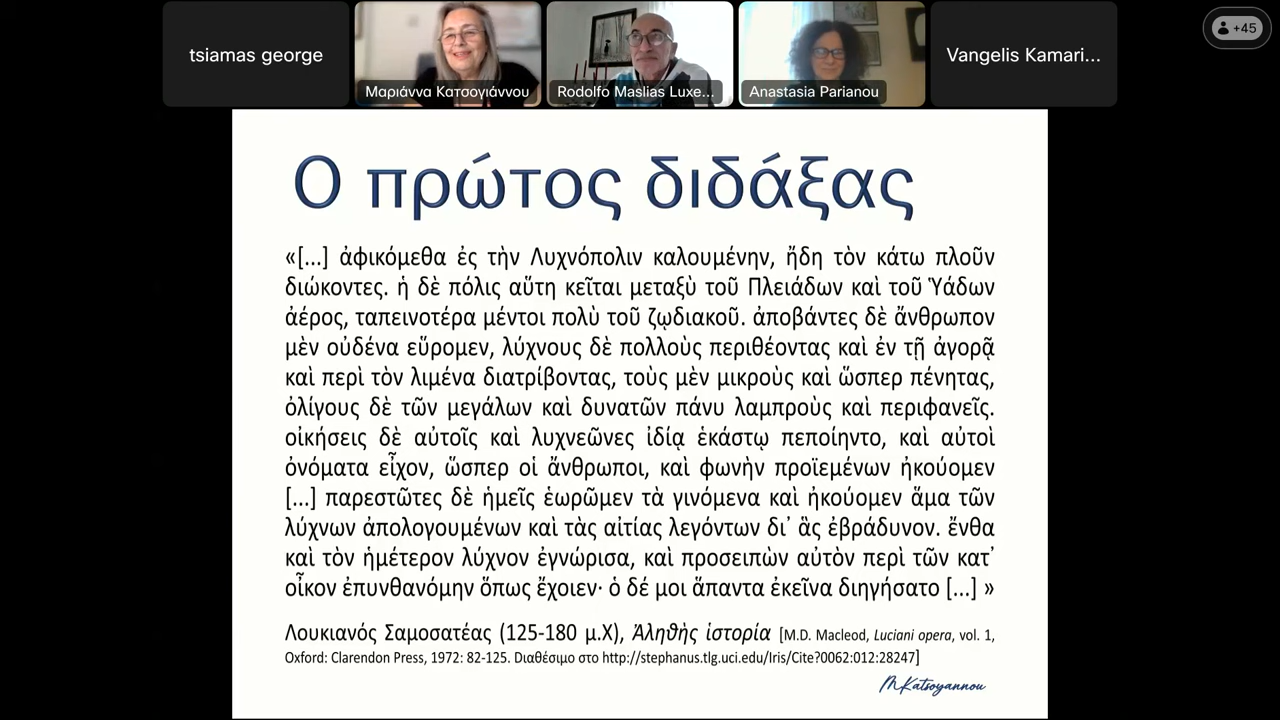 tsiamas george
Μαριάννα Κατσογιάννου
Rodolfo Maslias Luxe...
Anastasia Parianou
Vangelis Kamari...
+45
Ο πρώτος διδάξας
«[...] ἀφικόμεθα ἐς τὴν Λυχνόπολιν καλουμένην, ἤδη τὸν κάτω πλοῦν
διώκοντες. ἡ δὲ πόλις αὕτη κεῖται μεταξὺ τοῦ Πλειάδων καὶ τοῦ Ὑάδων
ἀέρος, ταπεινοτέρα μέντοι πολὺ τοῦ ζῳδιακοῦ. ἀποβάντες δὲ ἄνθρωπον
μὲν οὐδένα εὕρομεν, λύχνους δὲ πολλοὺς περιθέοντας καὶ ἐν τῇ ἀγορᾷ
καὶ περὶ τὸν λιμένα διατρίβοντας, τοὺς μὲν μικροὺς καὶ ὥσπερ πένητας,
ὀλίγους δὲ τῶν μεγάλων καὶ δυνατῶν πάνυ λαμπροὺς καὶ περιφανεῖς.
οἰκήσεις δὲ αὐτοῖς καὶ λυχνεῶνες ἰδίᾳ ἑκάστῳ πεποίηντο, καὶ αὐτοὶ
ὀνόματα εἶχον, ὥσπερ οἱ ἄνθρωποι, καὶ φωνὴν προϊεμένων ἠκούομεν
[...] παρεστῶτες δὲ ἡμεῖς ἑωρῶμεν τὰ γινόμενα καὶ ἠκούομεν ἅμα τῶν
λύχνων ἀπολογουμένων καὶ τὰς αἰτίας λεγόντων δι᾽ ἃς ἐβράδυνον. ἔνθα
καὶ τὸν ἡμέτερον λύχνον ἐγνώρισα, καὶ προσειπὼν αὐτὸν περὶ τῶν κατ᾽
οἶκον ἐπυνθανόμην ὅπως ἔχοιεν· ὁ δέ μοι ἅπαντα ἐκεῖνα διηγήσατο [...] »
Λουκιανός Σαμοσατέας (125-180 μ.Χ), Ἀληθὴς ἱστορία [M.D. Macleod, Luciani opera, vol. 1,
Oxford: Clarendon Press, 1972: 82-125. Διαθέσιμο στο http://stephanus.tlg.uci.edu/Iris/Cite?0062:012:28247]
MKatsoyannou